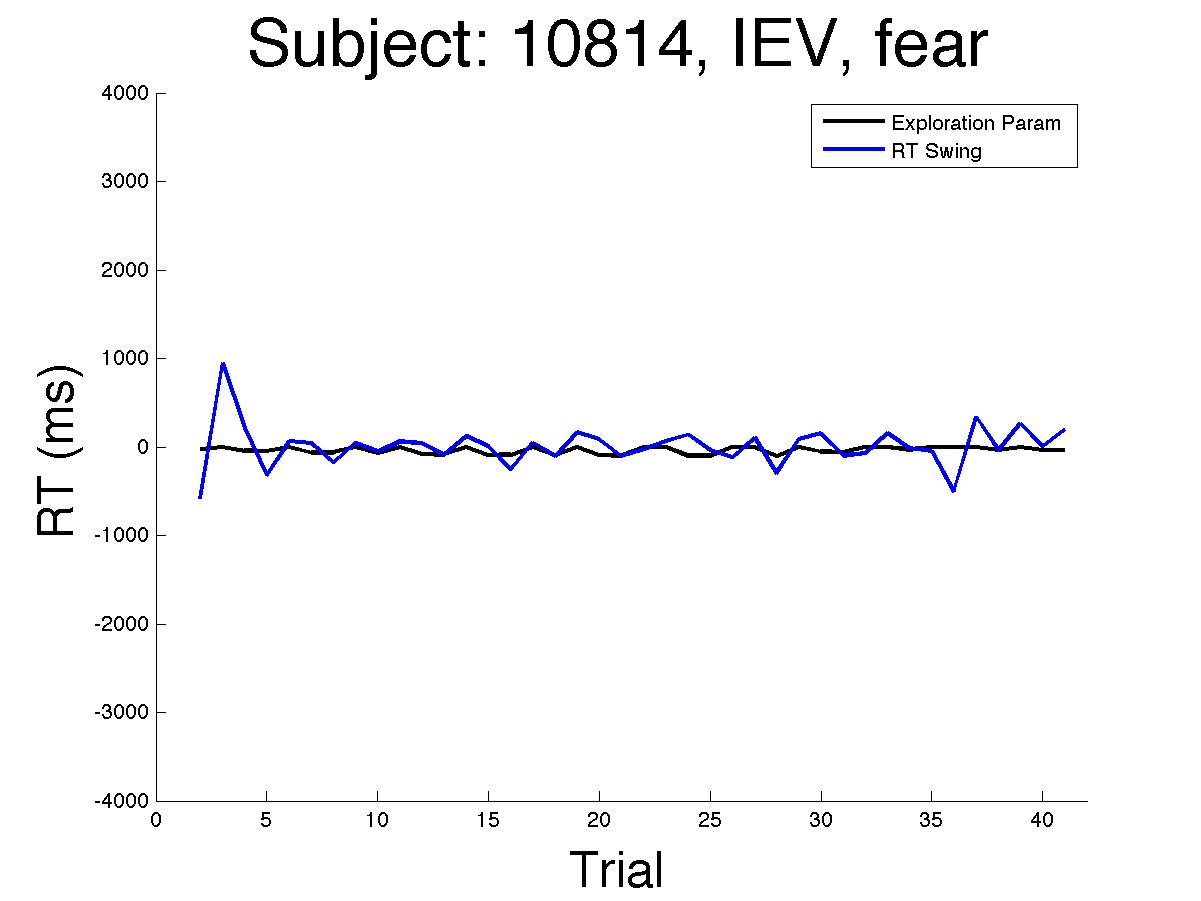 Subject: 10814, IEV, fear
4000
3000
2000
1000
0
-1000
-2000
-3000
-4000
RT (ms)
Exploration Param
RT Swing
0 5 10 15 20 25 30 35 40
Trial